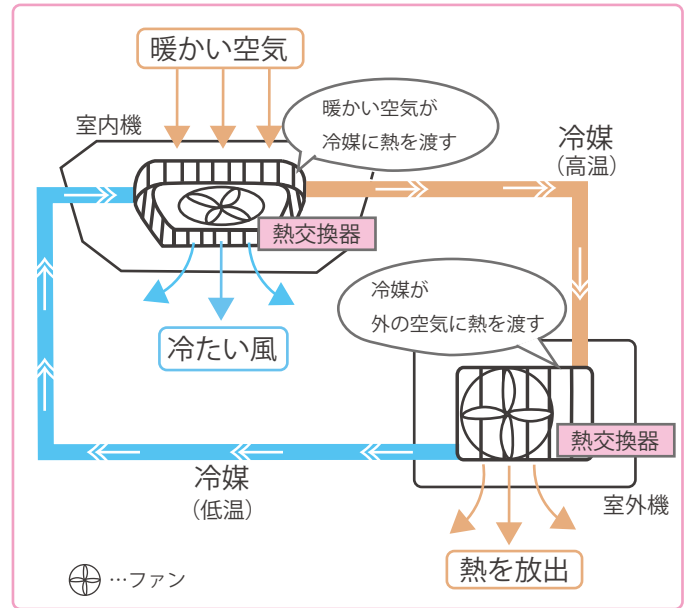 暖かい空気
室内機
暖かい空気が
冷媒に熱を渡す
冷媒
(高温)
熱交換器
冷媒が
外の空気に熱を渡す
冷たい風
熱交換器
冷媒
(低温)
室外機
熱を放出
…ファン